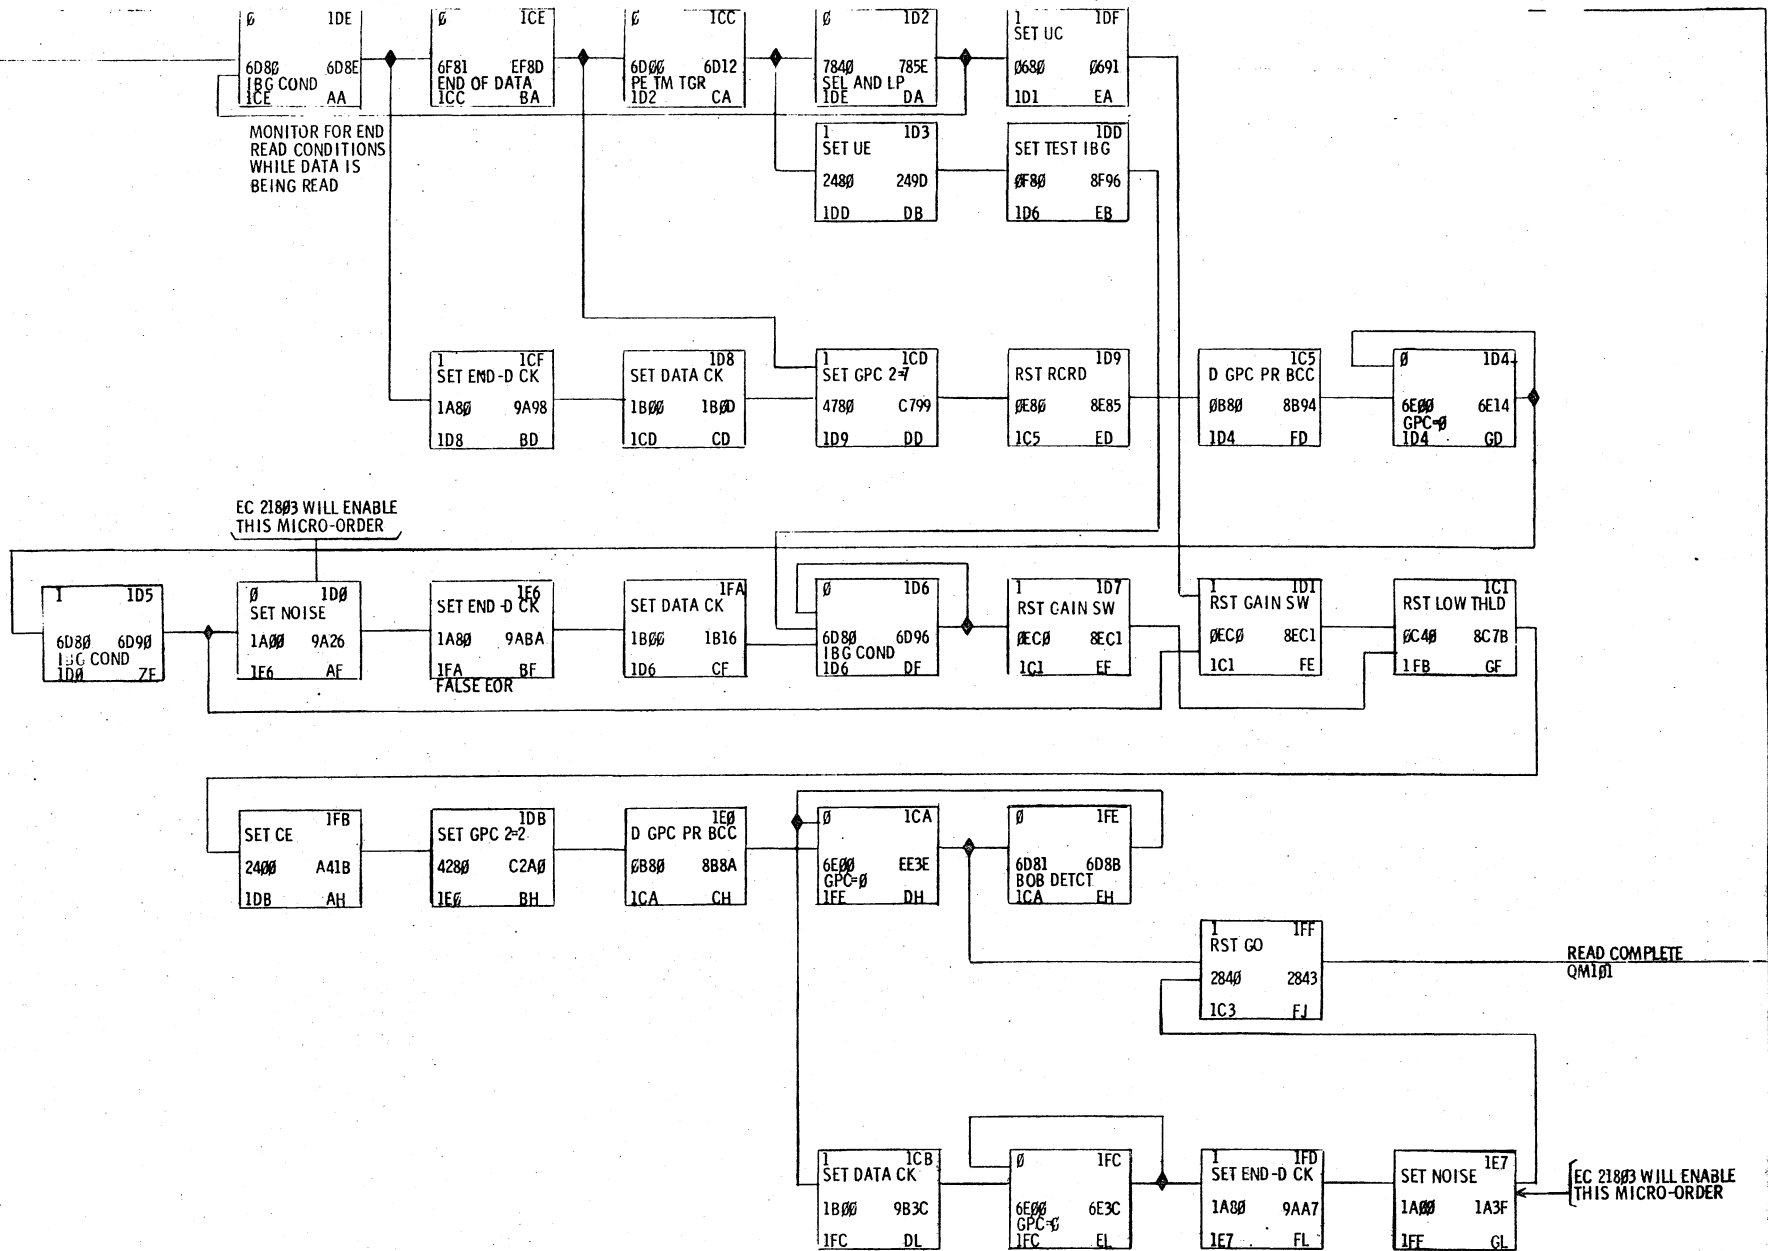 Ø 1DE
6D8Ø 6D8E
IBG COND
1CE AA
Ø 1CE
6F81 EF8D
END OF DATA
1CC BA
Ø 1CC
6DØØ 6D12
PE TM TGR
1D2 CA
Ø 1D2
784Ø 785E
SEL AND LP
1DE DA
1 1DF
SET UC
Ø68Ø Ø691
1D1 EA
MONITOR FOR END
READ CONDITIONS
WHILE DATA IS
BEING READ
1 1D3
SET UE
248Ø 249D
1DD DB
1DD
SET TEST IBG
ØF8Ø 8F96
1D6 EB
1 1CF
SET END-D CK
1A8Ø 9A98
1D8 BD
1D8
SET DATA CK
1BØØ 1BØD
1CD CD
1 1CD
SET GPC 2=7
478Ø C799
1D9 DD
1D9
RST RCRD
ØE8Ø 8E85
1C5 ED
1C5
D GPC PR BCC
ØB8Ø 8B94
1D4 FD
Ø 1D4
6EØØ 6E14
GPC=Ø
1D4 GD
EC 218Ø3 WILL ENABLE
THIS MICRO-ORDER
1 1D5
6D8Ø 6D9Ø
IBG COND
1DØ ZF
Ø 1DØ
SET NOISE
1AØØ 9A26
1E6 AF
1E6
SET END-D CK
1A8Ø 9ABA
1FA BF
FALSE EOR
1FA
SET DATA CK
1BØØ 1B16
1D6 CF
Ø 1D6
6D8Ø 6D96
IBG COND
1D6 DF
1 1D7
RST GAIN SW
ØECØ 8EC1
1C1 EF
1 1D1
RST GAIN SW
ØECØ 8EC1
1C1 FE
1C1
RST LOW THLD
ØC4Ø 8C7B
1FB GF
1FB
SET CE
24ØØ A41B
1DB AH
1DB
SET GPC 2=2
428Ø C2AØ
1EØ BH
1EØ
D GPC PR BCC
ØB8Ø 8B8A
1CA CH
Ø 1CA
6EØØ EE3E
GPC=Ø
1FE DH
Ø 1FE
6D81 6D8B
BOB DETCT
1CA EH
1 1FF
RST GO
284Ø 2843
1C3 FJ
READ COMPLETE
QM1Ø1
1 1CB
SET DATA CK
1BØØ 9B3C
1FC DL
Ø 1FC
6EØØ 6E3C
GPC=Ø
1FC EL
1 1FD
SET END-D CK
1A8Ø 9AA7
1E7 FL
1E7
SET NOISE
1AØØ 1A3F
1FF GL
EC 218Ø3 WILL ENABLE
THIS MICRO-ORDER